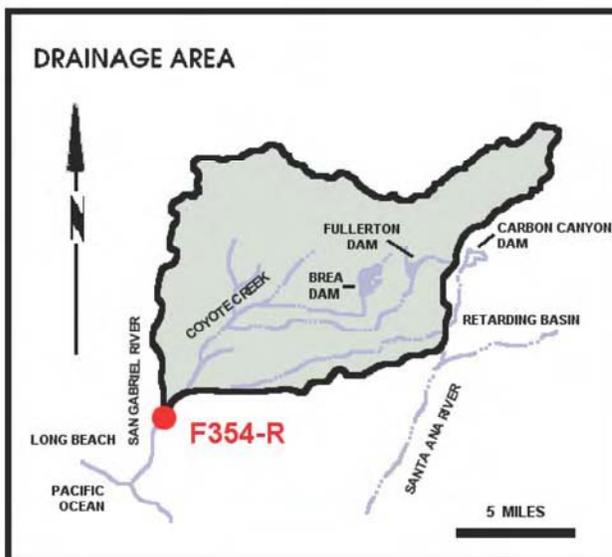 DRAINAGE AREA
N
FULLERTON
DAM
CARBON CANYON
DAM
BREA
DAM
COYOTE CREEK
RETARDING BASIN
SAN GABRIEL RIVER
F354-R
LONG BEACH
SANTA ANA RIVER
PACIFIC
OCEAN
5 MILES